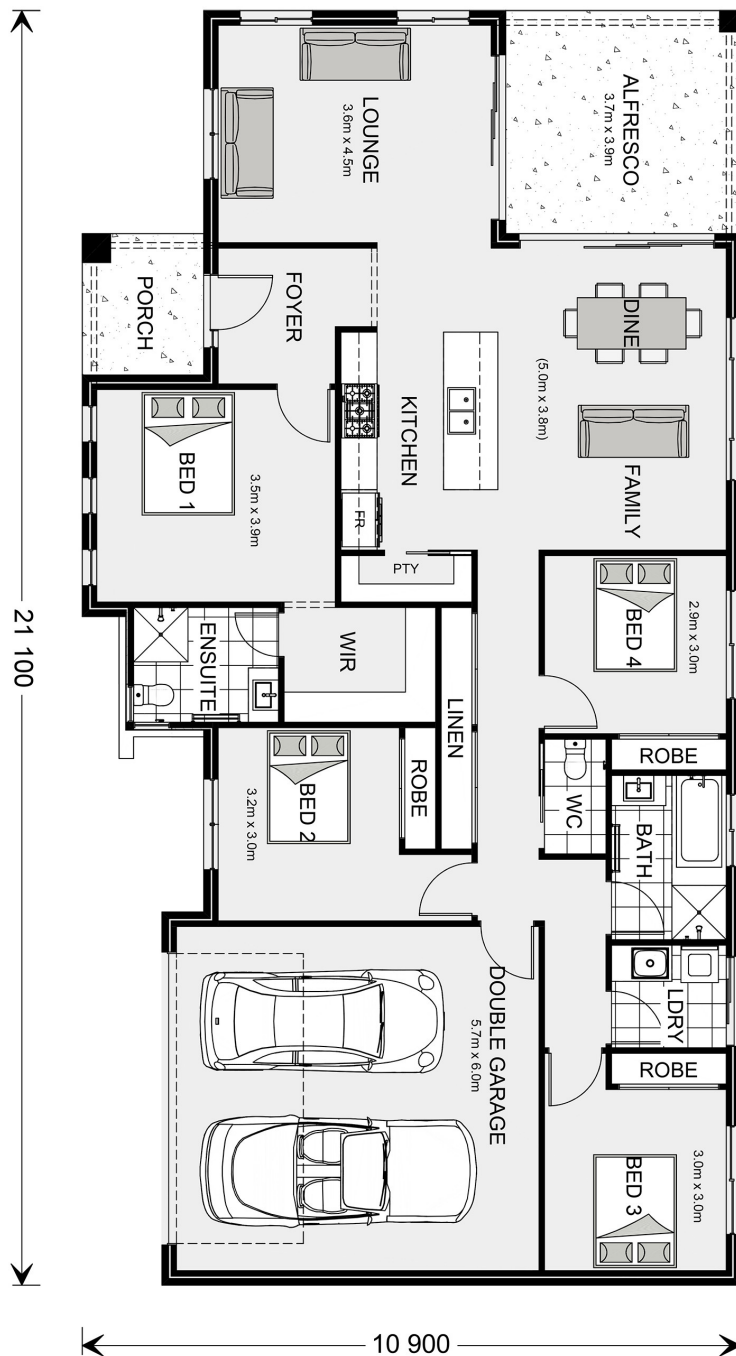 ALFRESCO
3.7m x 3.9m
LOUNGE
3.6m x 4.5m
PORCH
FOYER
DINE
(5.0m x 3.8m)
KITCHEN
FAMILY
BED 1
3.5m x 3.9m
FR
PTY
BED 4
2.9m x 3.0m
ENSUITE
WIR
LINEN
ROBE
BED 2
3.2m x 3.0m
ROBE
WC
BATH
DOUBLE GARAGE
5.7m x 6.0m
LDRY
ROBE
BED 3
3.0m x 3.0m
21 100
10 900